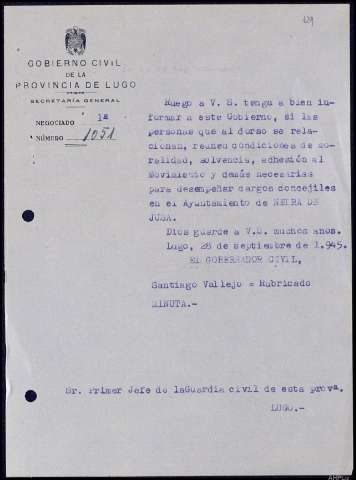 69
GOBIERNO CIVIL
DE LA
PROVINCIA DE LUGO
SECRETARÍA GENERAL
NEGOCIADO 1ª
NÚMERO 1051
Ruego a V. S. tenga a bien in-
formar a este Gobierno, si las
personas que al dorso se rela-
cionan, reunen condiciones de mo-
ralidad, solvencia, adhesión al
Movimiento y demás necesarias
para desempeñar cargos concejiles
en el Ayuntamiento de NEIRA DE
JUSA.
Dios guarde a V.S. muchos anos.
Lugo, 28 de septiembre de 1.945.
EL GOBERNADOR CIVIL,
Santiago Vallejo = Rubricado
MINUTA.-
Sr. Primer Jefe de laGuardia civil de esta prova.
LUGO.-
AHPLu